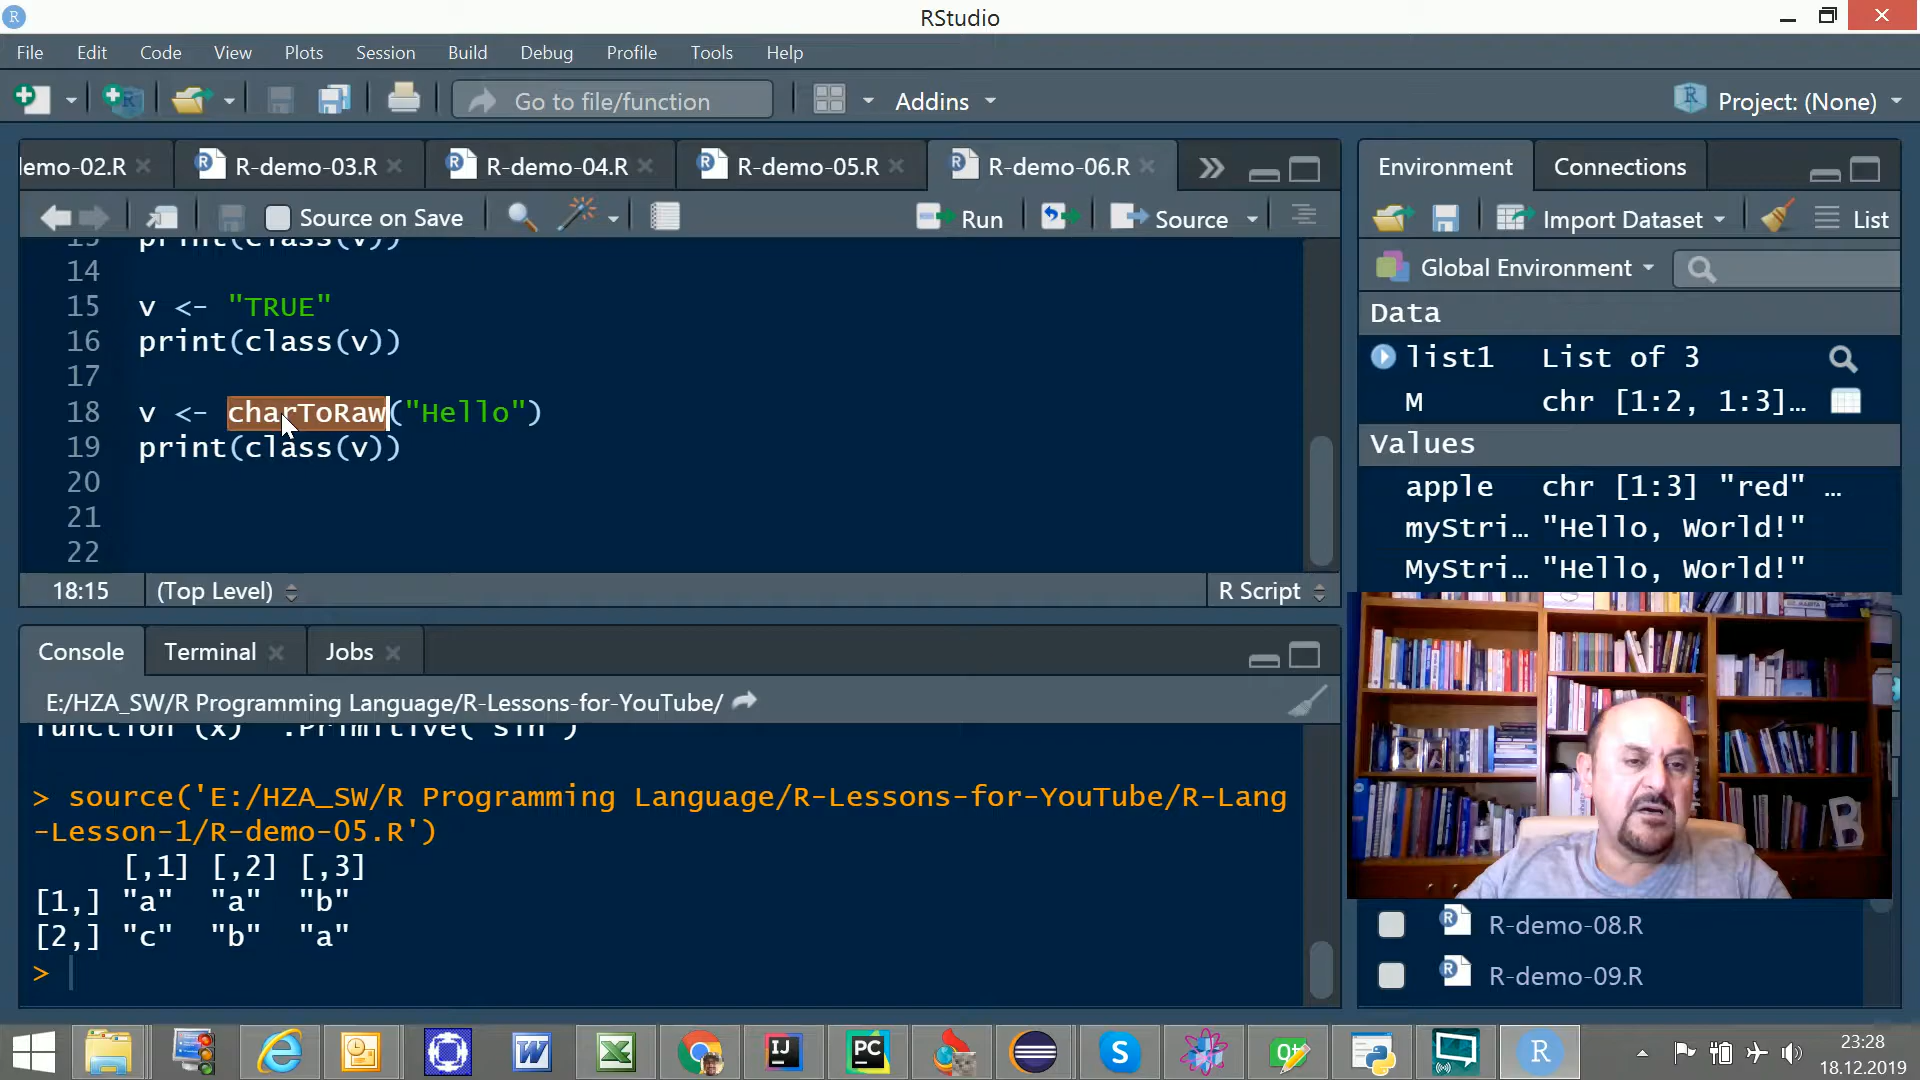 RStudio
File Edit Code View Plots Session Build Debug Profile Tools Help
Go to file/function Addins Project: (None)
emo-02.R R-demo-03.R R-demo-04.R R-demo-05.R R-demo-06.R
Source on Save Run Source
print(class(v))
14
15 v <- "TRUE"
16 print(class(v))
17
18 v <- charToRaw("Hello")
19 print(class(v))
20
21
22
18:15 (Top Level) R Script
Console Terminal Jobs
E:/HZA_SW/R Programming Language/R-Lessons-for-YouTube/
function (x) .Primitive("sin")
> source('E:/HZA_SW/R Programming Language/R-Lessons-for-YouTube/R-Lang
-Lesson-1/R-demo-05.R')
[,1] [,2] [,3]
[1,] "a" "a" "b"
[2,] "c" "b" "a"
>
Environment Connections
Import Dataset List
Global Environment
Data
list1 List of 3
M chr [1:2, 1:3]...
Values
apple chr [1:3] "red" …
myStri… "Hello, World!"
MyStri… "Hello, World!"
B
R-demo-08.R
R-demo-09.R
23:28
18.12.2019